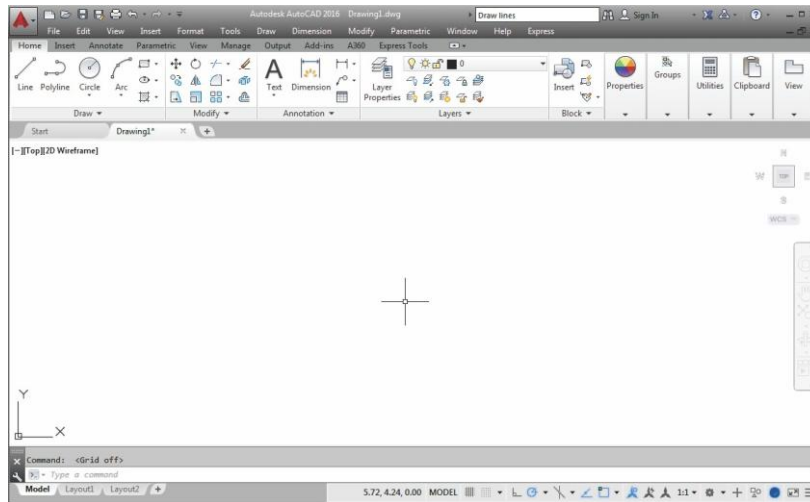 Autodesk AutoCAD 2016 Drawing1.dwg Draw lines Sign In
File Edit View Insert Format Tools Draw Dimension Modify Parametric Window Help Express
Home Insert Annotate Parametric View Manage Output Add-ins A360 Express Tools
0
Line Polyline Circle Arc Text Dimension Layer Properties Insert Properties Groups Utilities Clipboard View
Draw Modify Annotation Layers Block
Start Drawing1*
[−][Top][2D Wireframe]
N
W TOP E
S
WCS
Y
X
Command: <Grid off>
Type a command
Model Layout1 Layout2 + 5.72, 4.24, 0.00 MODEL 1:1